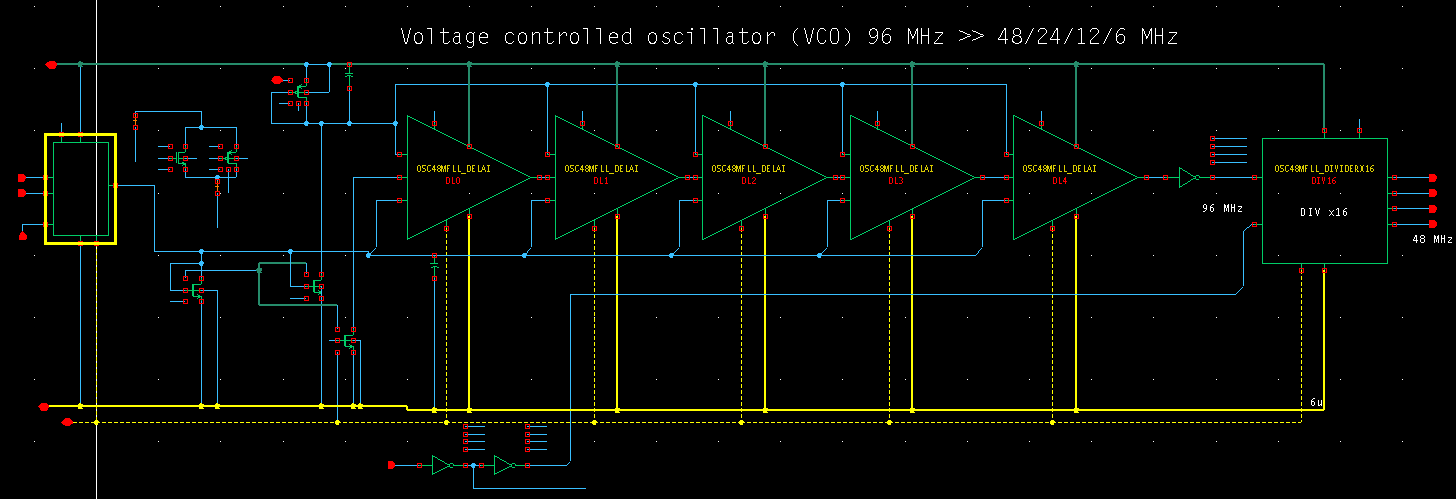 Voltage controlled oscillator (VCO) 96 MHz >> 48/24/12/6 MHz
OSC48MFLL_DELAI
DL0
OSC48MFLL_DELAI
DL1
OSC48MFLL_DELAI
DL2
OSC48MFLL_DELAI
DL3
OSC48MFLL_DELAI
DL4
OSC48MFLL_DIVIDERX16
DIV16
96 MHz
DIV x16
48 MHz
6u